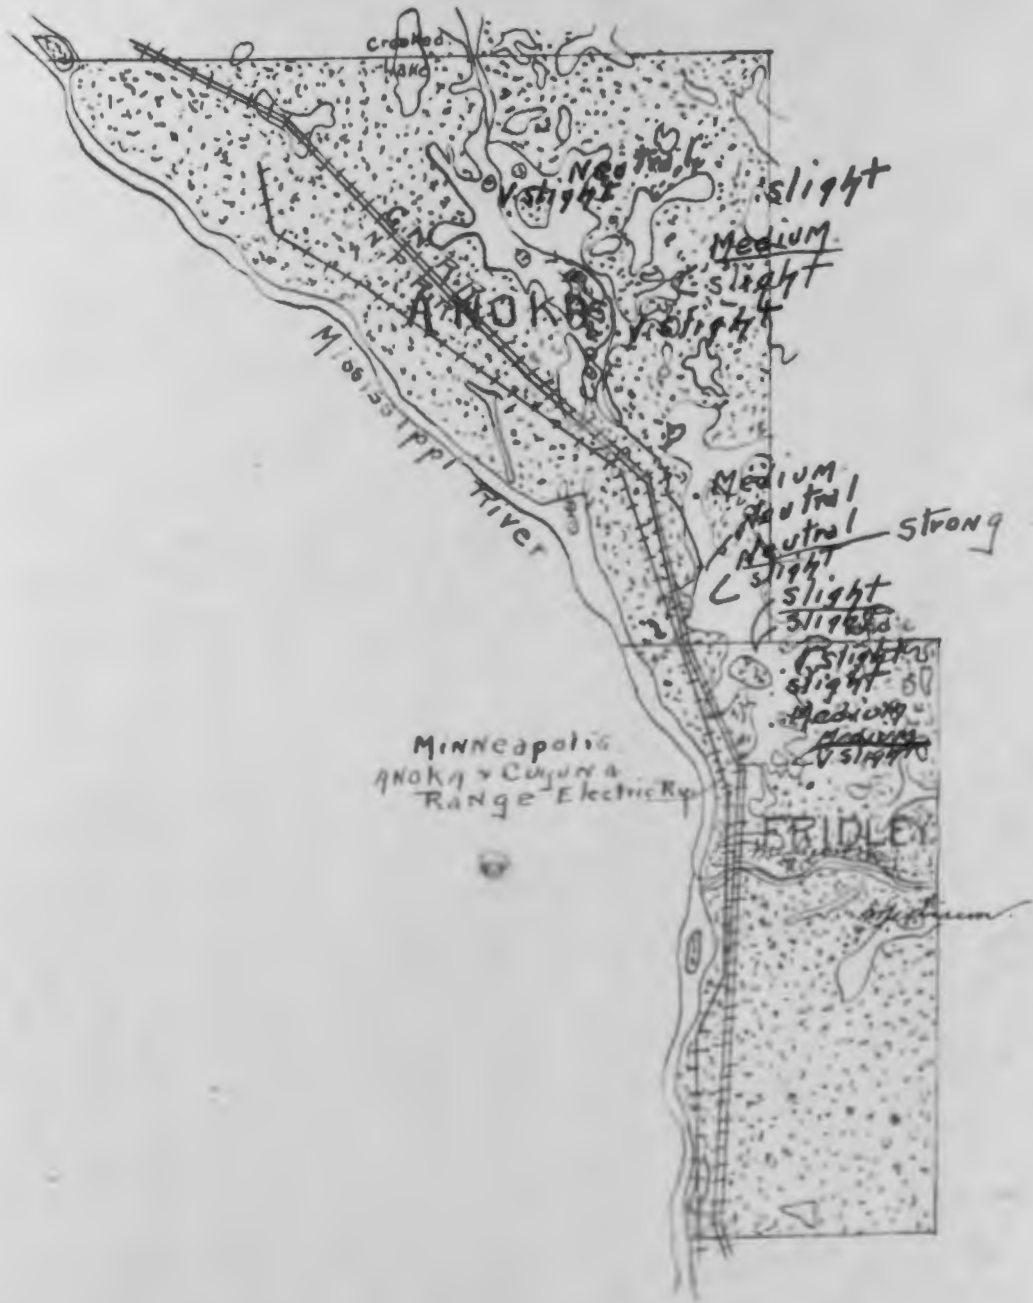 Crooked
Lake
Neutral
V. slight
slight
Medium
slight
V. slight
G. N. R.
N. P.
ANOKA
Mississippi River
Medium
Neutral
Neutral
Strong
slight
slight
slight
slight
slight
Medium
Medium
V. slight
Minneapolis
Anoka & Cuyuna
Range Electric Ry
FRIDLEY
Medium